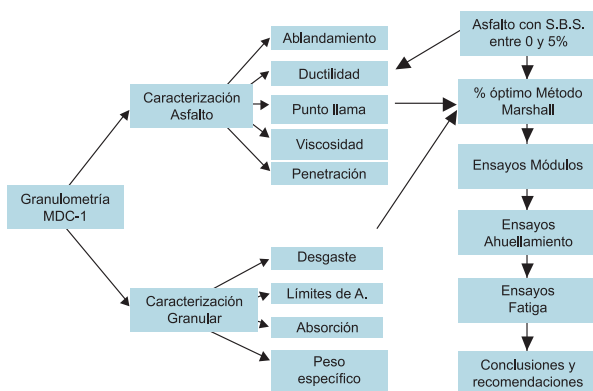 Granulometría
MDC-1
Caracterización
Asfalto
Ablandamiento
Ductilidad
Punto llama
Viscosidad
Penetración
Caracterización
Granular
Desgaste
Límites de A.
Absorción
Peso
específico
Asfalto con S.B.S.
entre 0 y 5%
% óptimo Método
Marshall
Ensayos Módulos
Ensayos
Ahuellamiento
Ensayos
Fatiga
Conclusiones y
recomendaciones